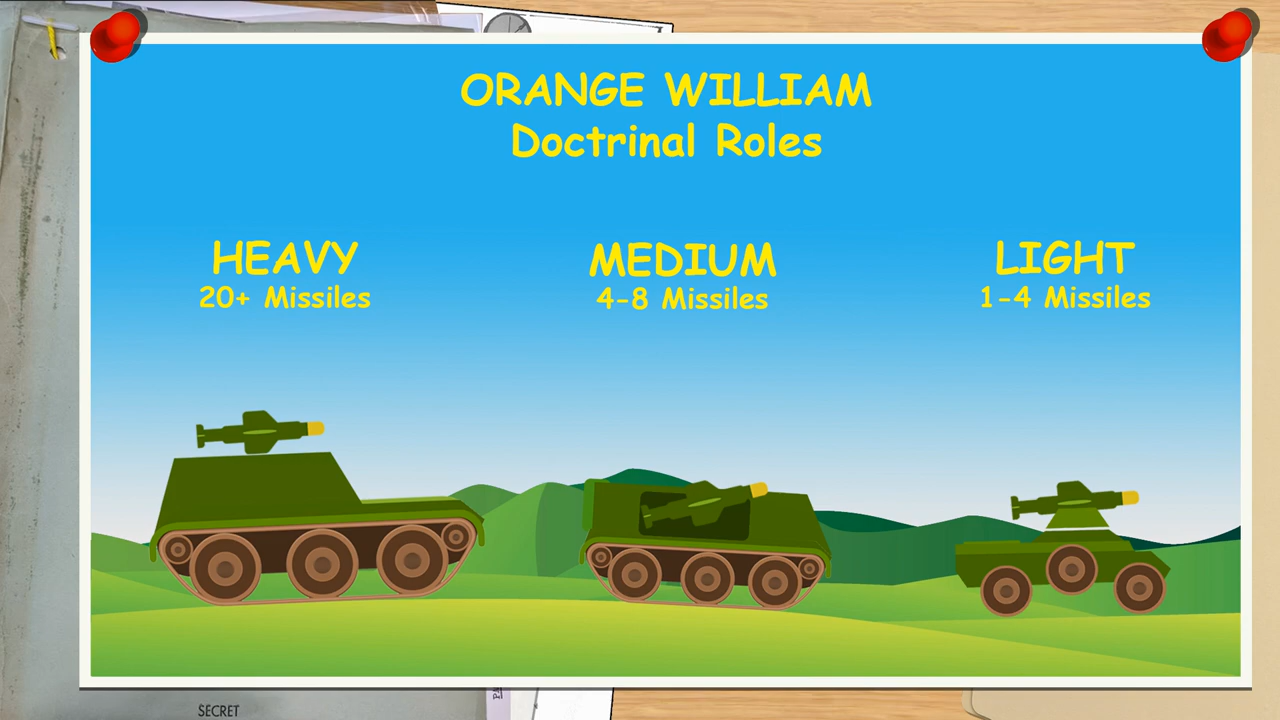 ORANGE WILLIAM
Doctrinal Roles
HEAVY
20+ Missiles
MEDIUM
4-8 Missiles
LIGHT
1-4 Missiles
SECRET